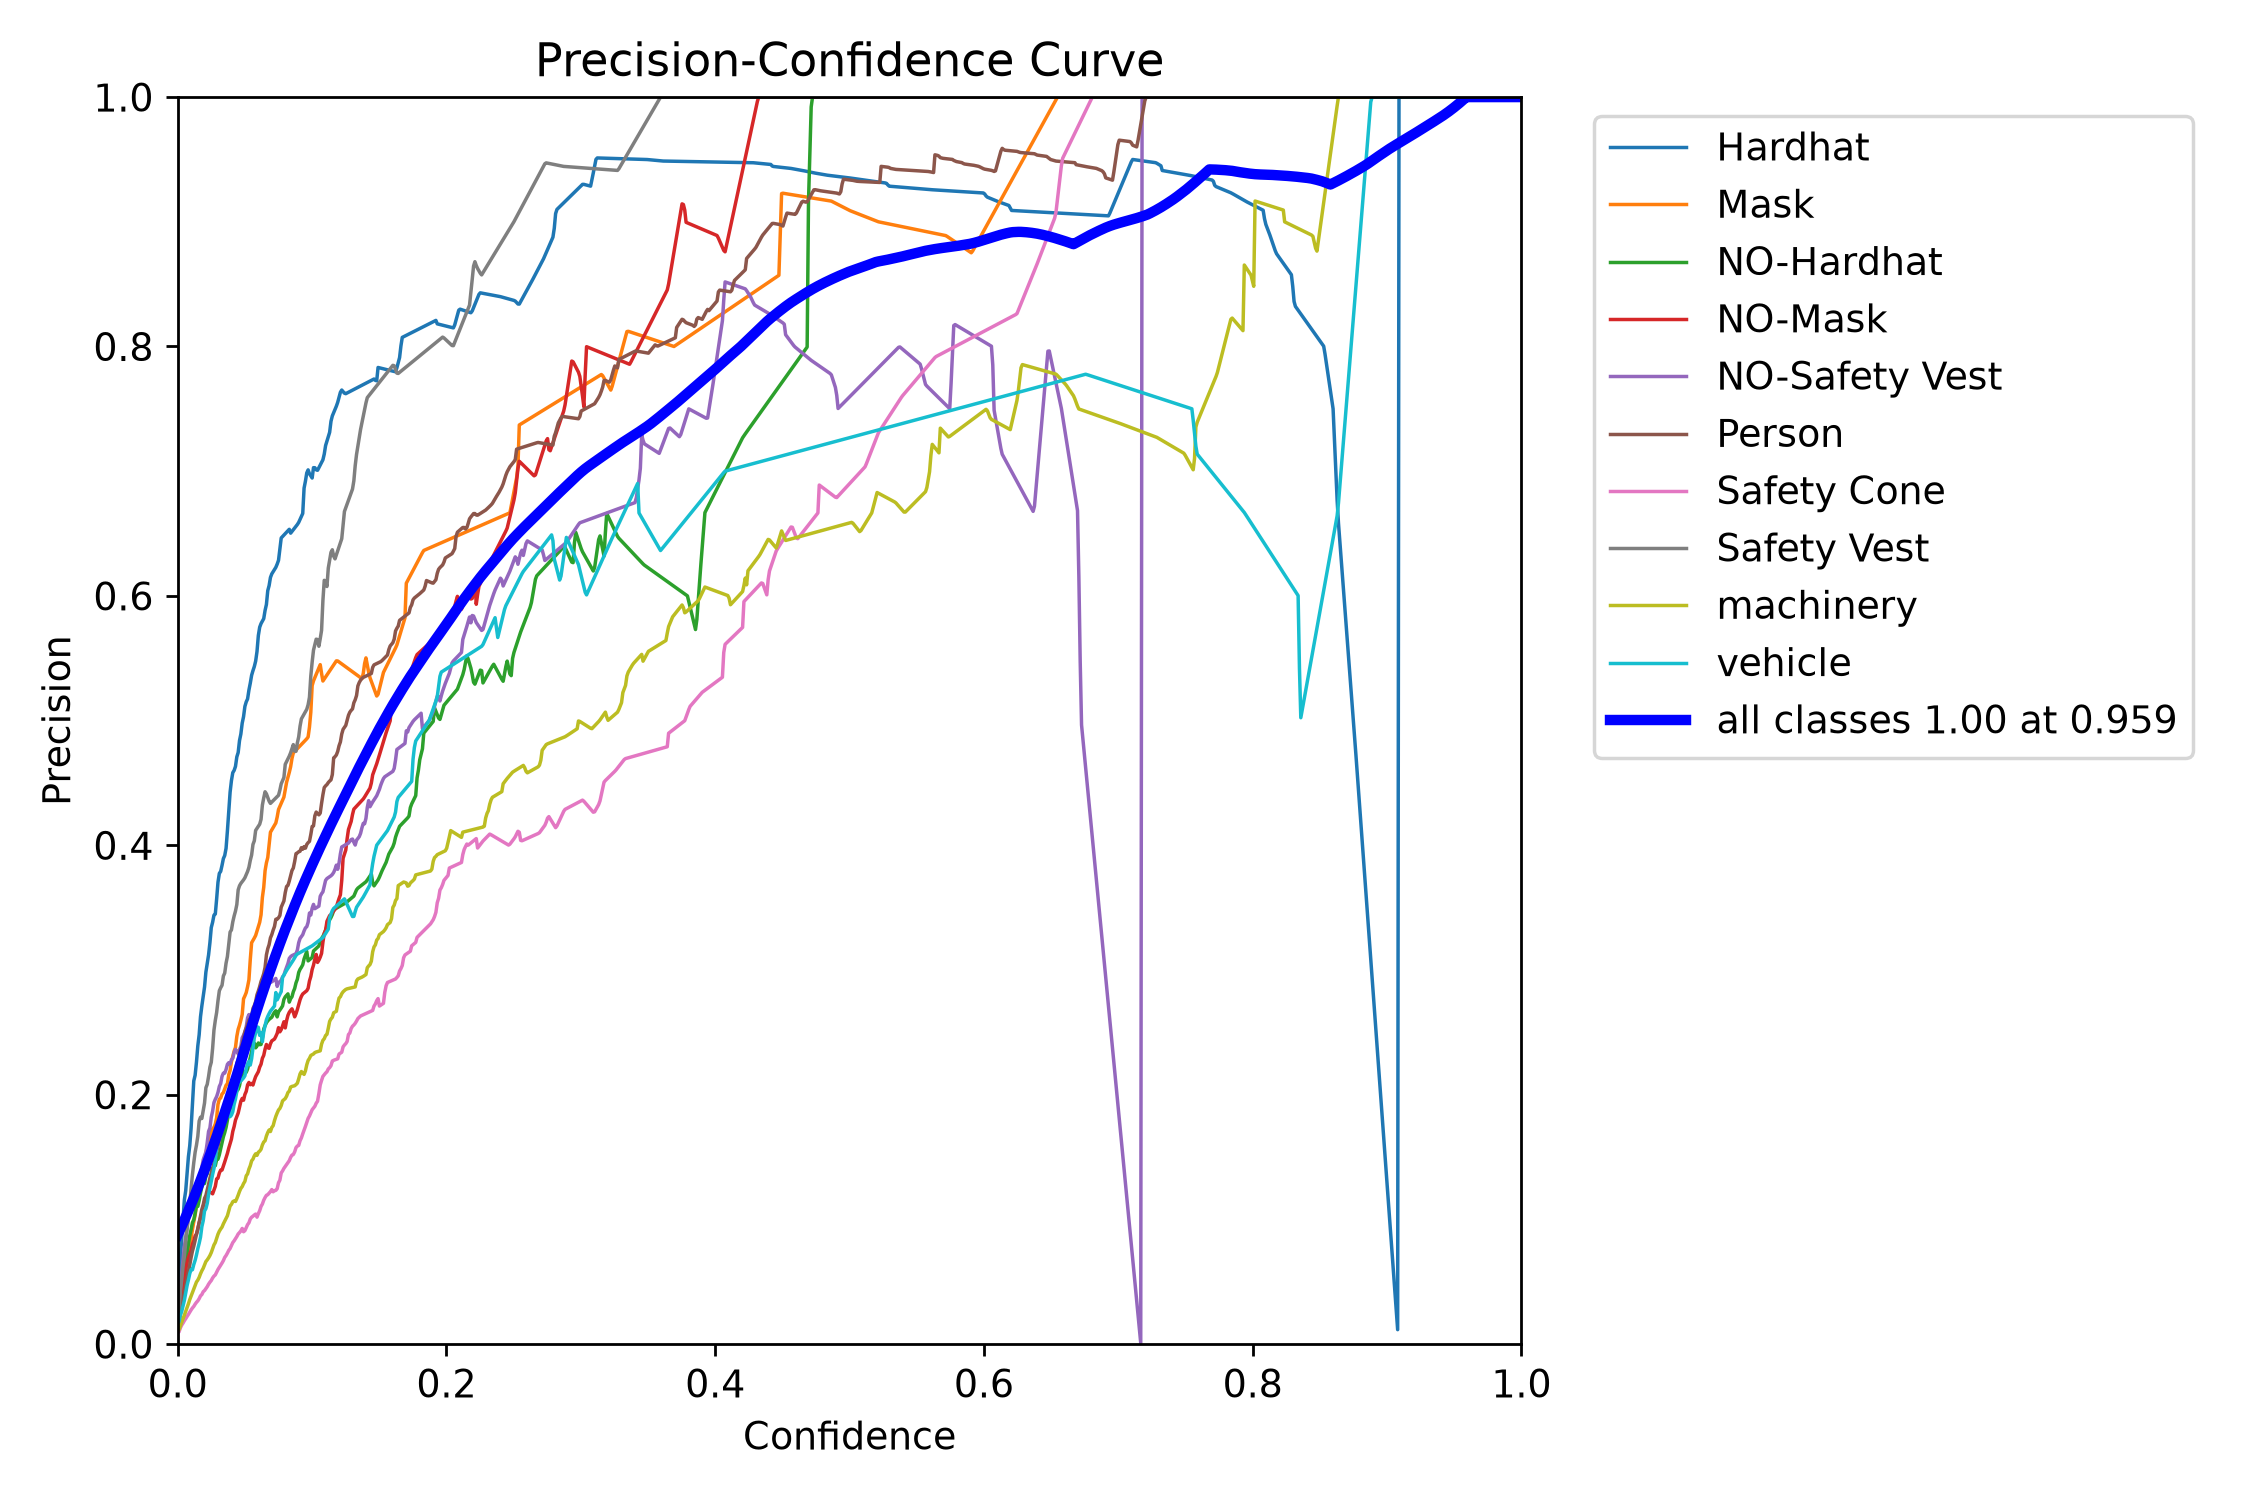 Precision-Confidence Curve
1.0
0.8
0.6
0.4
0.2
0.0
Precision
0.0 0.2 0.4 0.6 0.8 1.0
Confidence
Hardhat
Mask
NO-Hardhat
NO-Mask
NO-Safety Vest
Person
Safety Cone
Safety Vest
machinery
vehicle
all classes 1.00 at 0.959